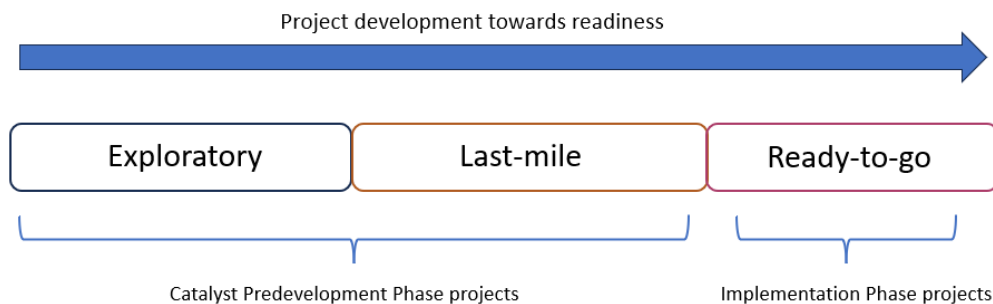 Project development towards readiness
Exploratory
Last-mile
Ready-to-go
Catalyst Predevelopment Phase projects
Implementation Phase projects